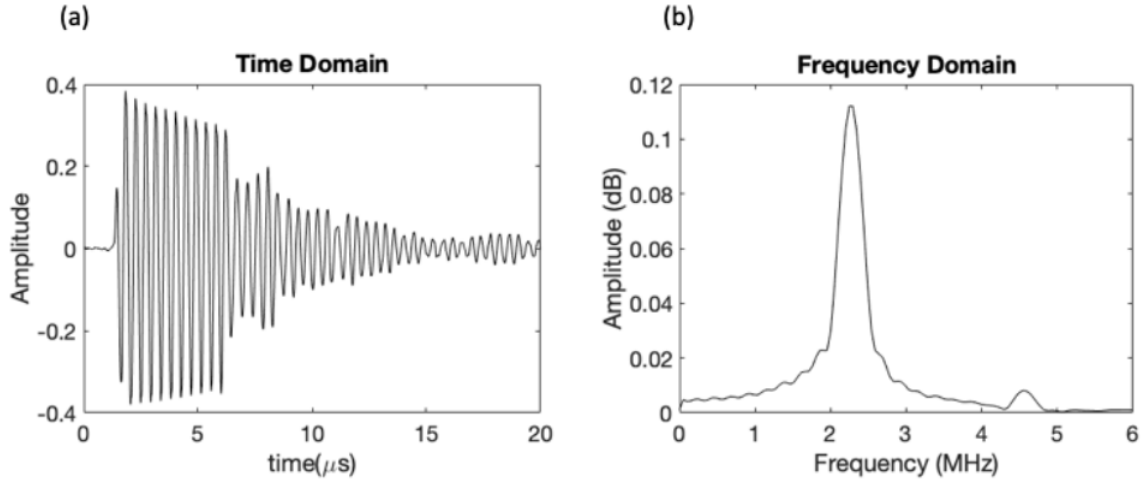 (a)
Time Domain
0.4
0.2
0
-0.2
-0.4
Amplitude
0 5 10 15 20
time(μs)
(b)
Frequency Domain
0.12
0.1
0.08
0.06
0.04
0.02
0
Amplitude (dB)
0 1 2 3 4 5 6
Frequency (MHz)